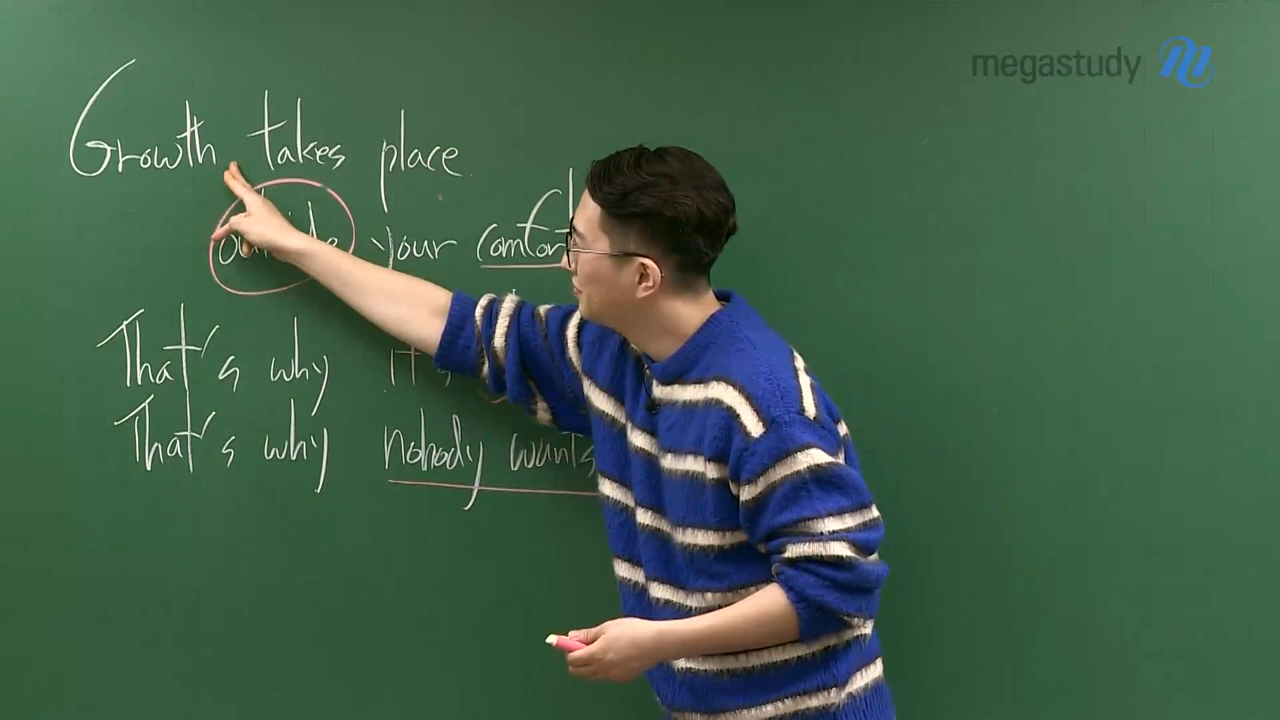 megastudy
Growth takes place
your
That's why
That's why nobody wants